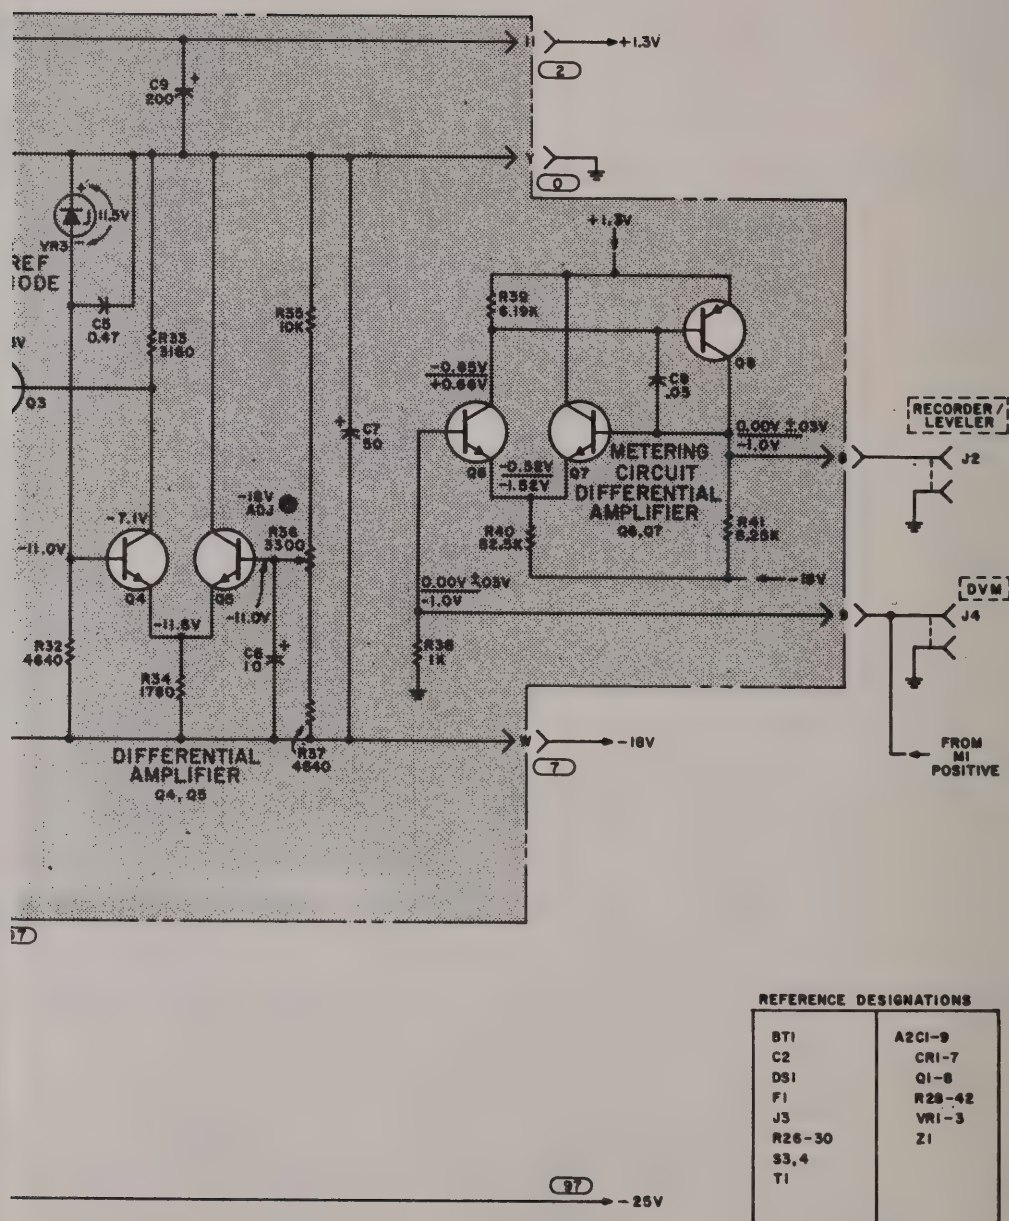 +1.3V
2
C9
200
+
V
0
+
11.5V
-
VR3
REF
C5
0.47
R33
3160
R35
10K
Q3
+
C7
50
+1.3V
R39
6.19K
Q8
C8
.05
-0.85V
+0.66V
Q6
Q7
-0.52V
-1.52V
METERING
CIRCUIT
DIFFERENTIAL
AMPLIFIER
Q6,Q7
0.00V ±.03V
-1.0V
RECORDER/
LEVELER
J2
R40
82.5K
R41
8.25K
-18V
-18V
ADJ
R36
3300
-7.1V
-11.0V
Q4
Q5
-11.0V
-11.6V
0.00V ±.03V
-1.0V
DVM
J4
R32
4640
R34
1780
C6
10
+
R38
1K
R37
4640
W
-18V
7
DIFFERENTIAL
AMPLIFIER
Q4, Q5
FROM
M1
POSITIVE
REFERENCE DESIGNATIONS
BT1
C2
DS1
F1
J3
R26-30
S3,4
T1
A2C1-9
CR1-7
Q1-8
R28-42
VR1-3
Z1
97
-25V